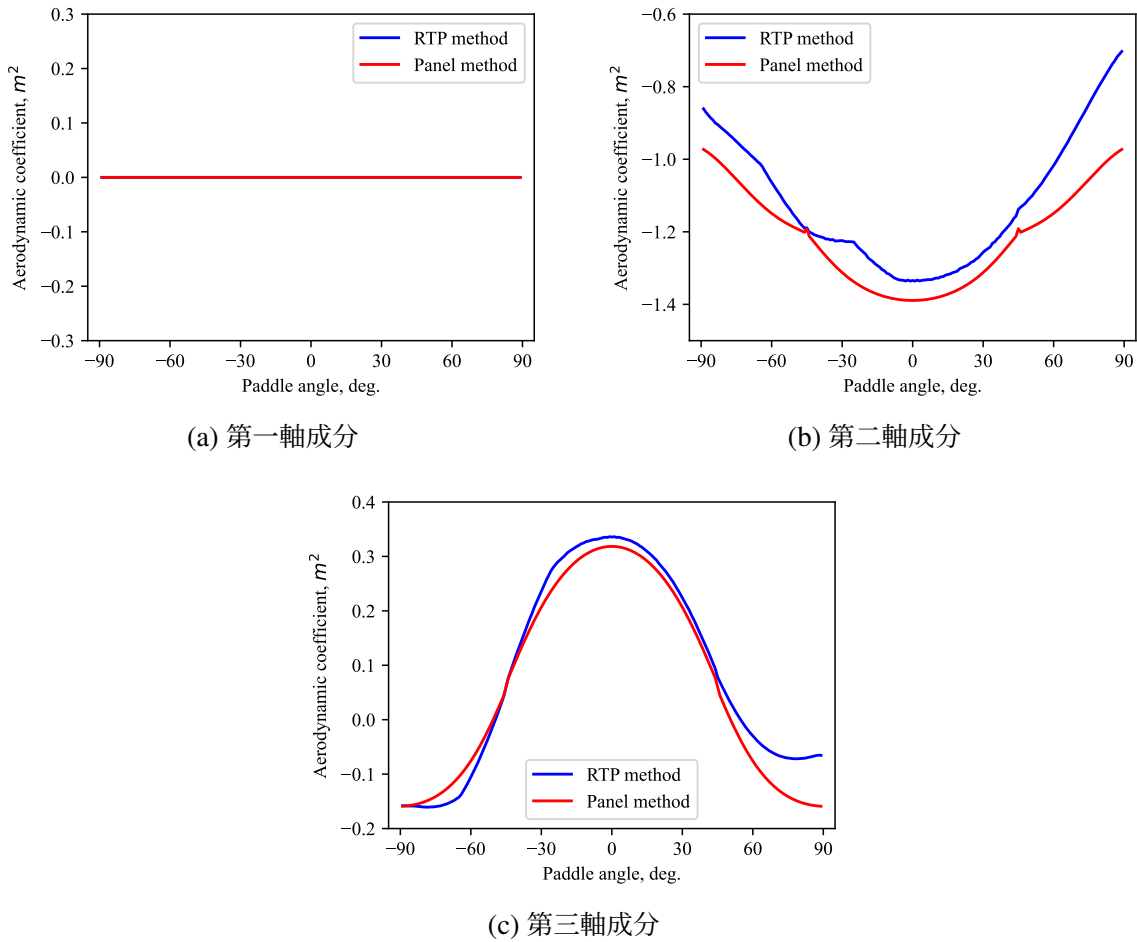 0.3
0.2
0.1
0.0
−0.1
−0.2
−0.3
Aerodynamic coefficient, m²
RTP method
Panel method
−90 −60 −30 0 30 60 90
Paddle angle, deg.
(a) 第一軸成分
−0.6
−0.8
−1.0
−1.2
−1.4
Aerodynamic coefficient, m²
RTP method
Panel method
−90 −60 −30 0 30 60 90
Paddle angle, deg.
(b) 第二軸成分
0.4
0.3
0.2
0.1
0.0
−0.1
−0.2
Aerodynamic coefficient, m²
RTP method
Panel method
−90 −60 −30 0 30 60 90
Paddle angle, deg.
(c) 第三軸成分